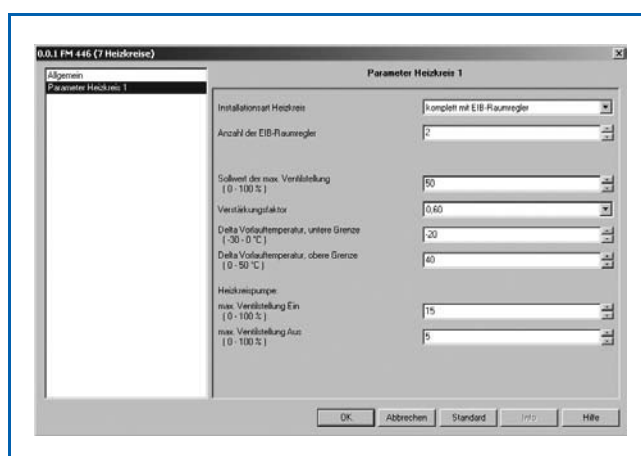 0.0.1 FM 446 (7 Heizkreise)
Allgemein
Parameter Heizkreis 1
Parameter Heizkreis 1
Installationsart Heizkreis
komplett mit EIB-Raumregler
Anzahl der EIB-Raumregler
2
Sollwert der max. Ventilstellung
( 0 - 100 % )
50
Verstärkungsfaktor
0,60
Delta Vorlauftemperatur, untere Grenze
( -30 - 0 °C )
-20
Delta Vorlauftemperatur, obere Grenze
( 0 - 50 °C )
40
Heizkreispumpe:
max. Ventilstellung Ein
( 0 - 100 % )
15
max. Ventilstellung Aus
( 0 - 100 % )
5
OK
Abbrechen
Standard
Info
Hilfe